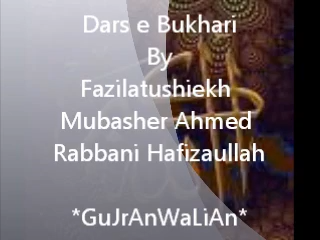 Dars e Bukhari
By
Fazilatushiekh
Mubasher Ahmed
Rabbani Hafizaullah
*GuJrAnWaLiAn*